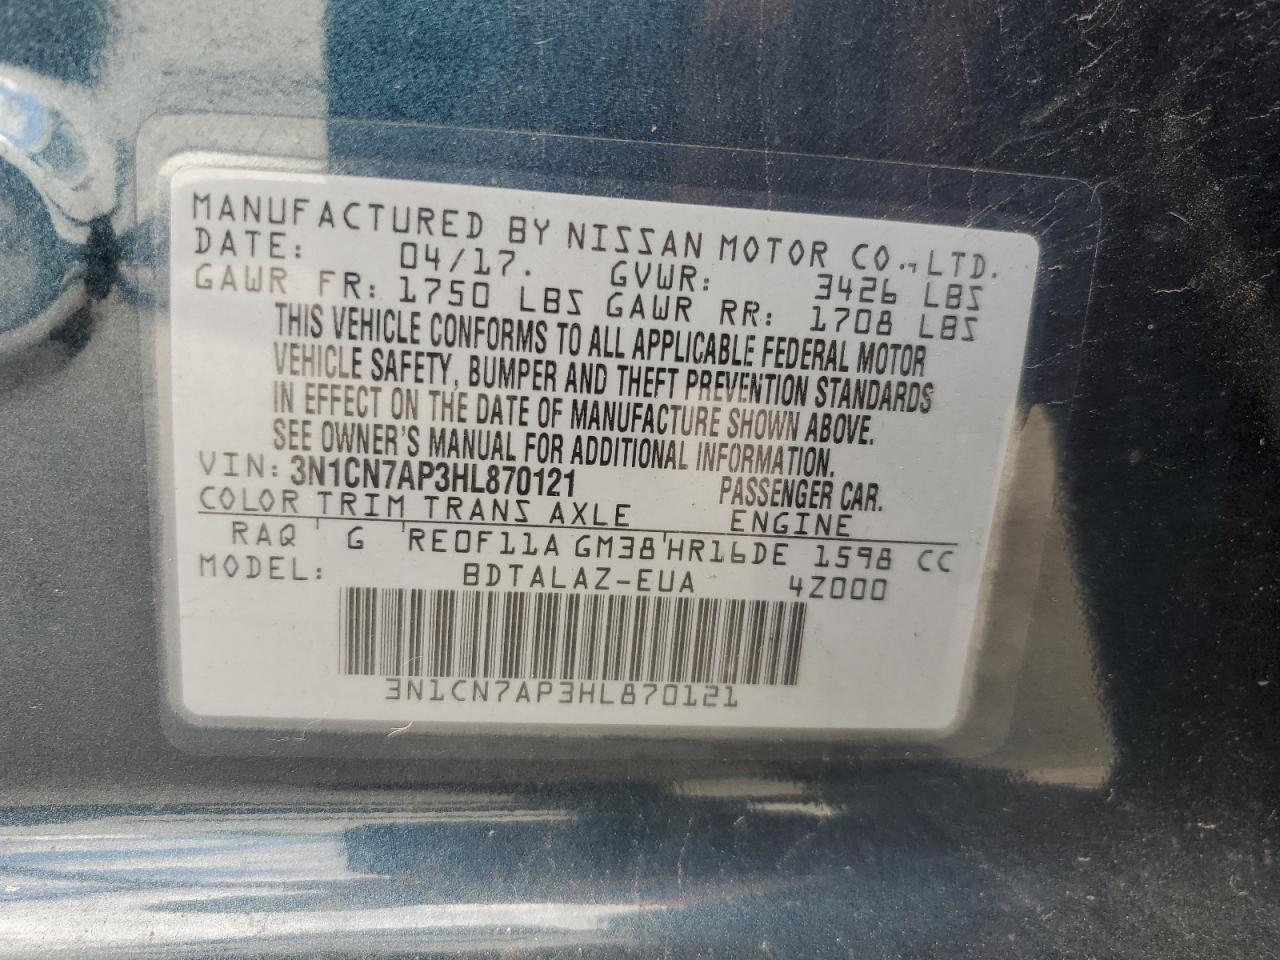 MANUFACTURED BY NISSAN MOTOR CO.,LTD.
DATE: 04/17. GVWR: 3426 LBS
GAWR FR: 1750 LBS GAWR RR: 1708 LBS
THIS VEHICLE CONFORMS TO ALL APPLICABLE FEDERAL MOTOR
VEHICLE SAFETY, BUMPER AND THEFT PREVENTION STANDARDS
IN EFFECT ON THE DATE OF MANUFACTURE SHOWN ABOVE.
SEE OWNER'S MANUAL FOR ADDITIONAL INFORMATION.
VIN: 3N1CN7AP3HL870121 PASSENGER CAR.
COLOR TRIM TRANS AXLE ENGINE
RAQ G RE0F11A GM38 HR16DE 1598 CC
MODEL: BDTALAZ-EUA 4Z000
3N1CN7AP3HL870121